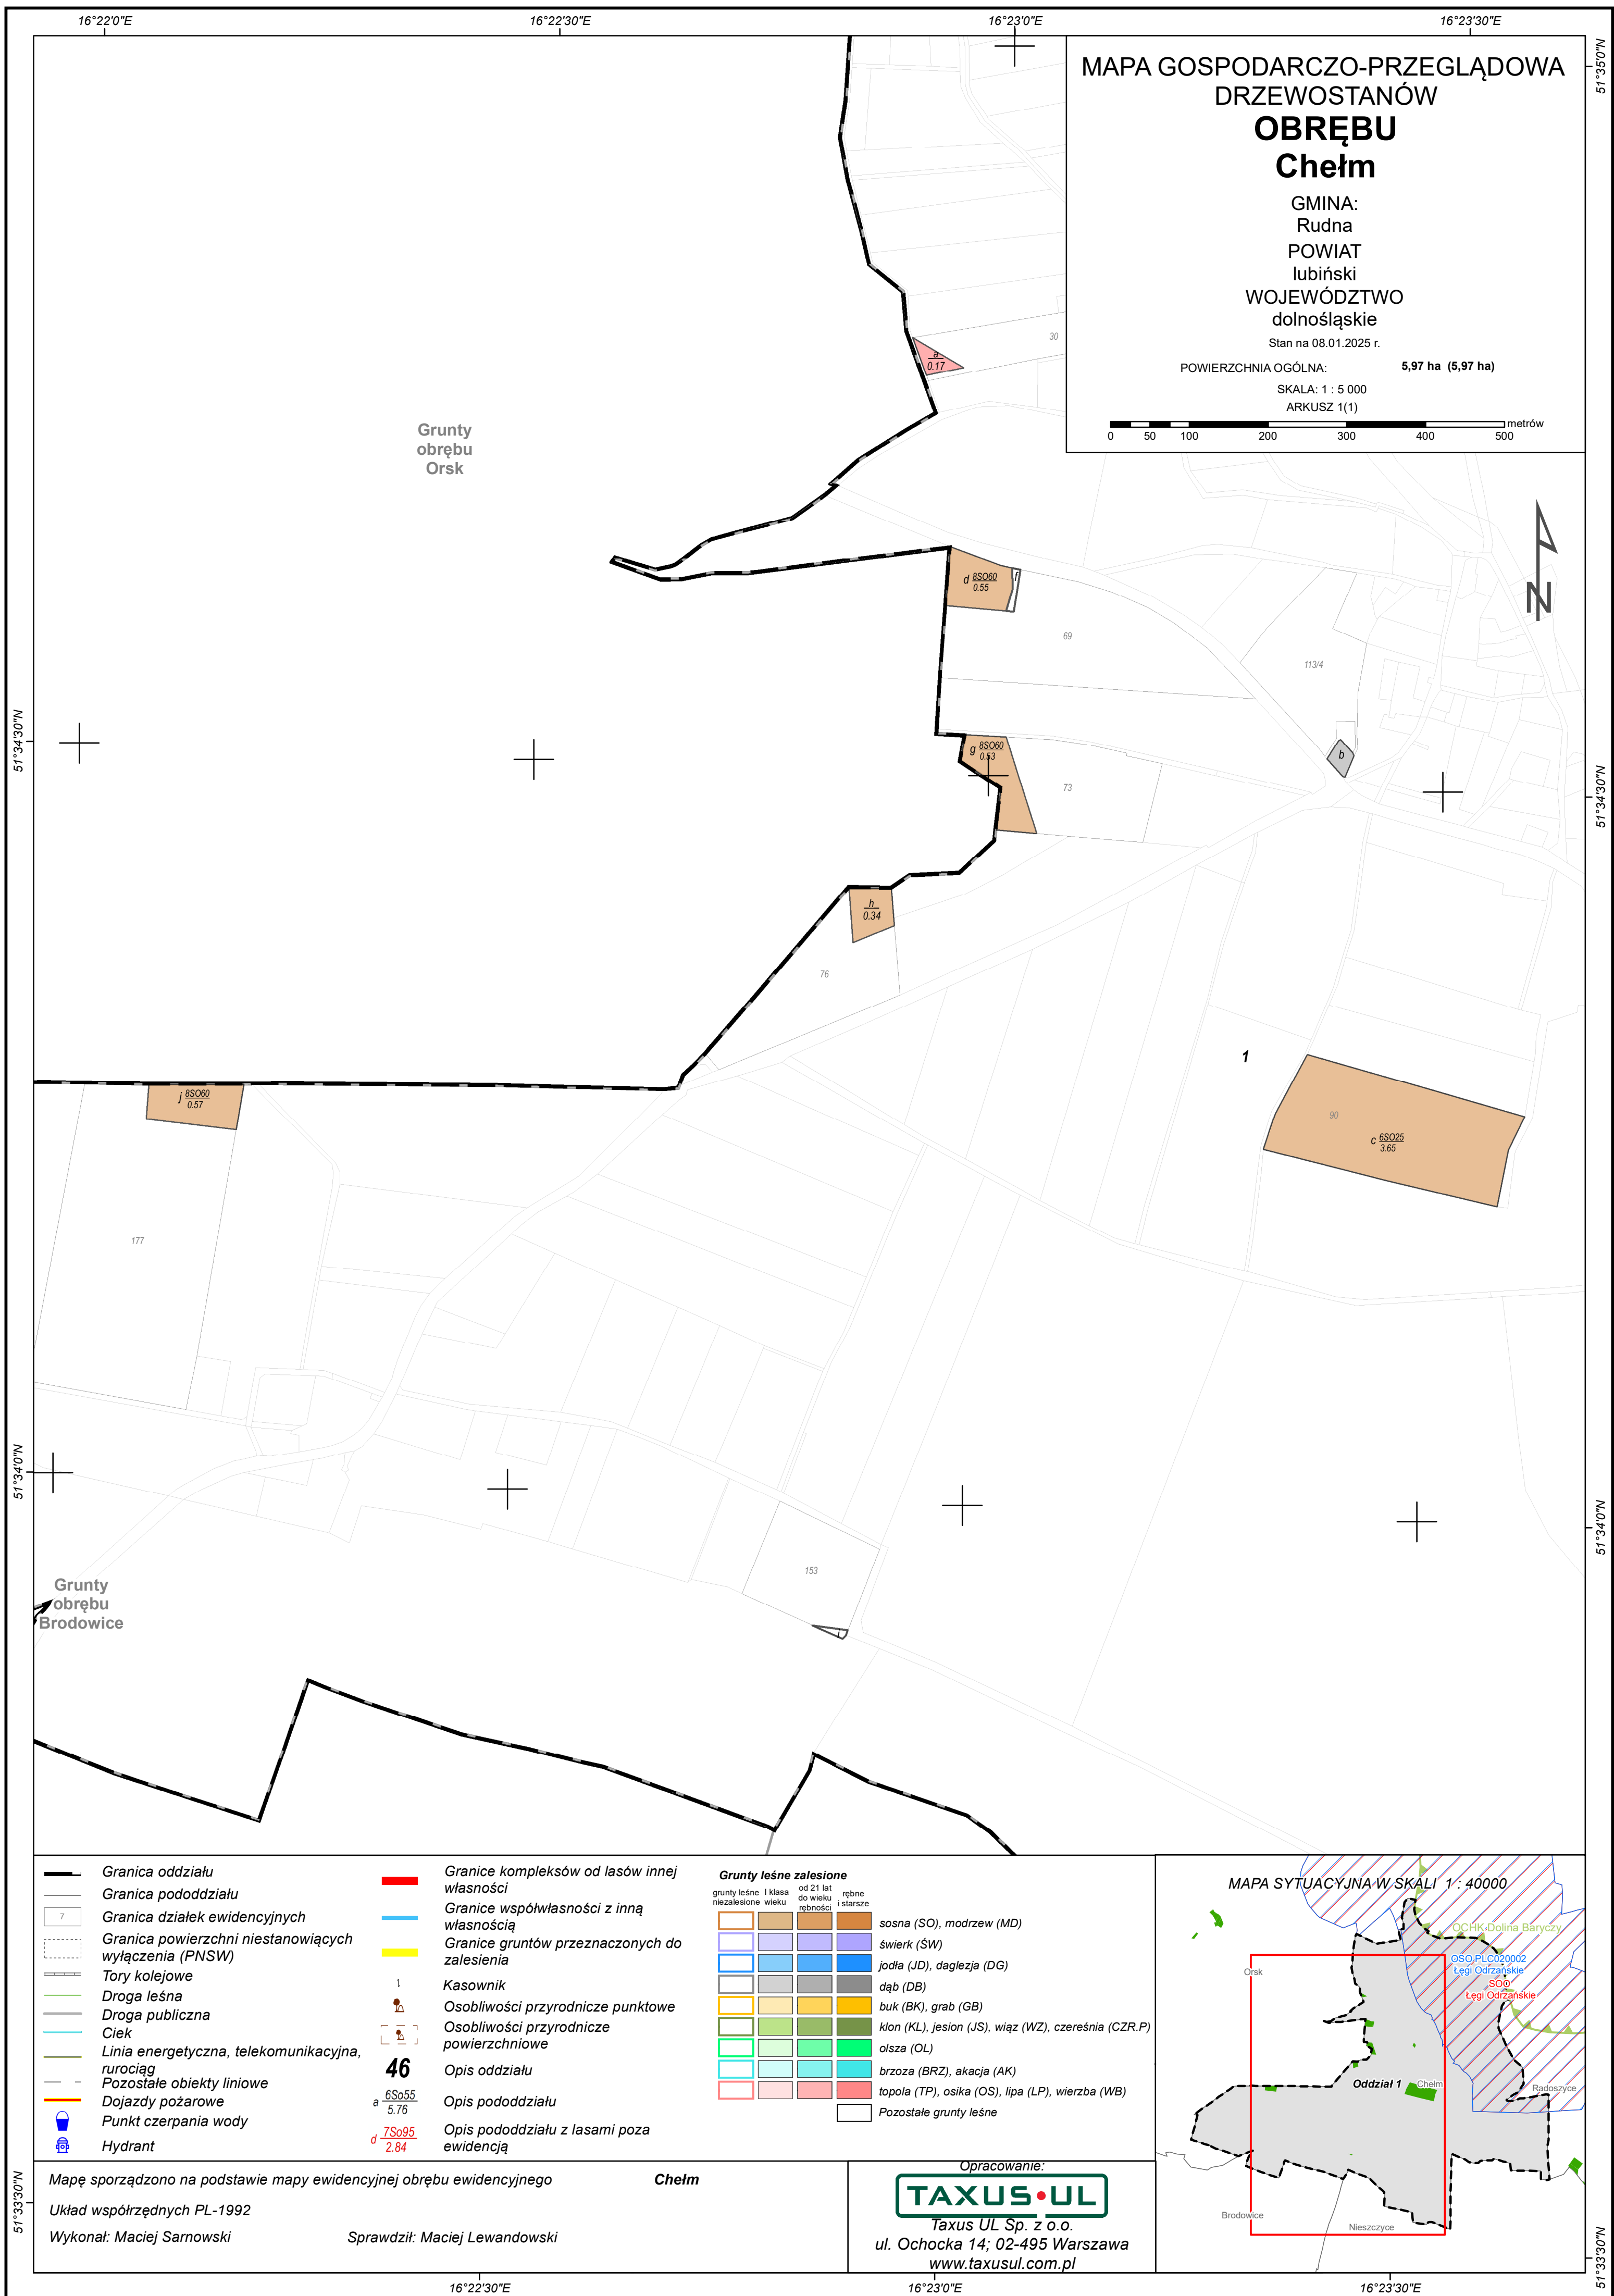 16°22'0"E
16°22'30"E
16°23'0"E
16°23'30"E
51°35'0"N
MAPA GOSPODARCZO-PRZEGLĄDOWA
DRZEWOSTANÓW
OBRĘBU
Chełm
GMINA:
Rudna
POWIAT
lubiński
WOJEWÓDZTWO
dolnośląskie
Stan na 08.01.2025 r.
POWIERZCHNIA OGÓLNA:
5,97 ha (5,97 ha)
SKALA: 1 : 5 000
ARKUSZ 1(1)
0 50 100 200 300 400 500 metrów
30
a
0.17
Grunty
obrębu
Orsk
N
d 8SO60
0.55
f
69
113/4
51°34'30"N
g 8SO60
0.53
b
51°34'30"N
73
h
0.34
76
1
j 8SO60
0.57
90
c 6SO25
3.65
177
51°34'0"N
51°34'0"N
153
i
Grunty
obrębu
Brodowice
Granica oddziału
Granica pododdziału
7
Granica działek ewidencyjnych
Granica powierzchni niestanowiących
wyłączenia (PNSW)
Tory kolejowe
Droga leśna
Droga publiczna
Ciek
Linia energetyczna, telekomunikacyjna,
rurociąg
Pozostałe obiekty liniowe
Dojazdy pożarowe
Punkt czerpania wody
Hydrant
Granice kompleksów od lasów innej
własności
Granice współwłasności z inną
własnością
Granice gruntów przeznaczonych do
zalesienia
Kasownik
Osobliwości przyrodnicze punktowe
Osobliwości przyrodnicze
powierzchniowe
46
Opis oddziału
a 6So55
5.76
Opis pododdziału
d 7So95
2.84
Opis pododdziału z lasami poza
ewidencją
Grunty leśne zalesione
grunty leśne
niezalesione
I klasa
wieku
od 21 lat
do wieku
rębności
rębne
i starsze
sosna (SO), modrzew (MD)
świerk (ŚW)
jodła (JD), daglezja (DG)
dąb (DB)
buk (BK), grab (GB)
klon (KL), jesion (JS), wiąz (WZ), czereśnia (CZR.P)
olsza (OL)
brzoza (BRZ), akacja (AK)
topola (TP), osika (OS), lipa (LP), wierzba (WB)
Pozostałe grunty leśne
MAPA SYTUACYJNA W SKALI 1 : 40000
OCHK Dolina Baryczy
OSO PLC020002
Łęgi Odrzańskie
SOO
Łęgi Odrzańskie
Orsk
Oddział 1
Chełm
Radoszyce
Brodowice
Nieszczyce
Mapę sporządzono na podstawie mapy ewidencyjnej obrębu ewidencyjnego
Chełm
Układ współrzędnych PL-1992
Wykonał: Maciej Sarnowski
Sprawdził: Maciej Lewandowski
Opracowanie:
TAXUS UL
Taxus UL Sp. z o.o.
ul. Ochocka 14; 02-495 Warszawa
www.taxusul.com.pl
51°33'30"N
51°33'30"N
16°22'30"E
16°23'0"E
16°23'30"E